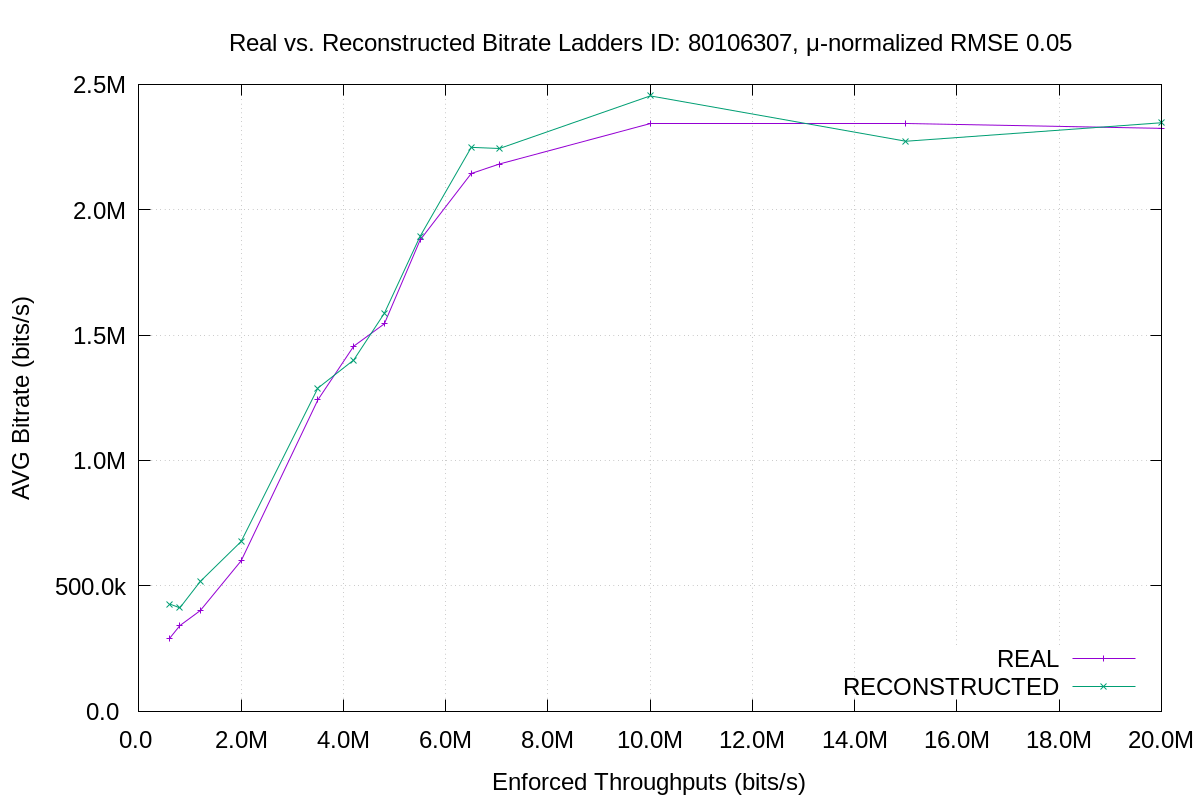 Real vs. Reconstructed Bitrate Ladders ID: 80106307, μ-normalized RMSE 0.05
2.5M
2.0M
1.5M
1.0M
500.0k
0.0
AVG Bitrate (bits/s)
REAL
RECONSTRUCTED
0.0 2.0M 4.0M 6.0M 8.0M 10.0M 12.0M 14.0M 16.0M 18.0M 20.0M
Enforced Throughputs (bits/s)